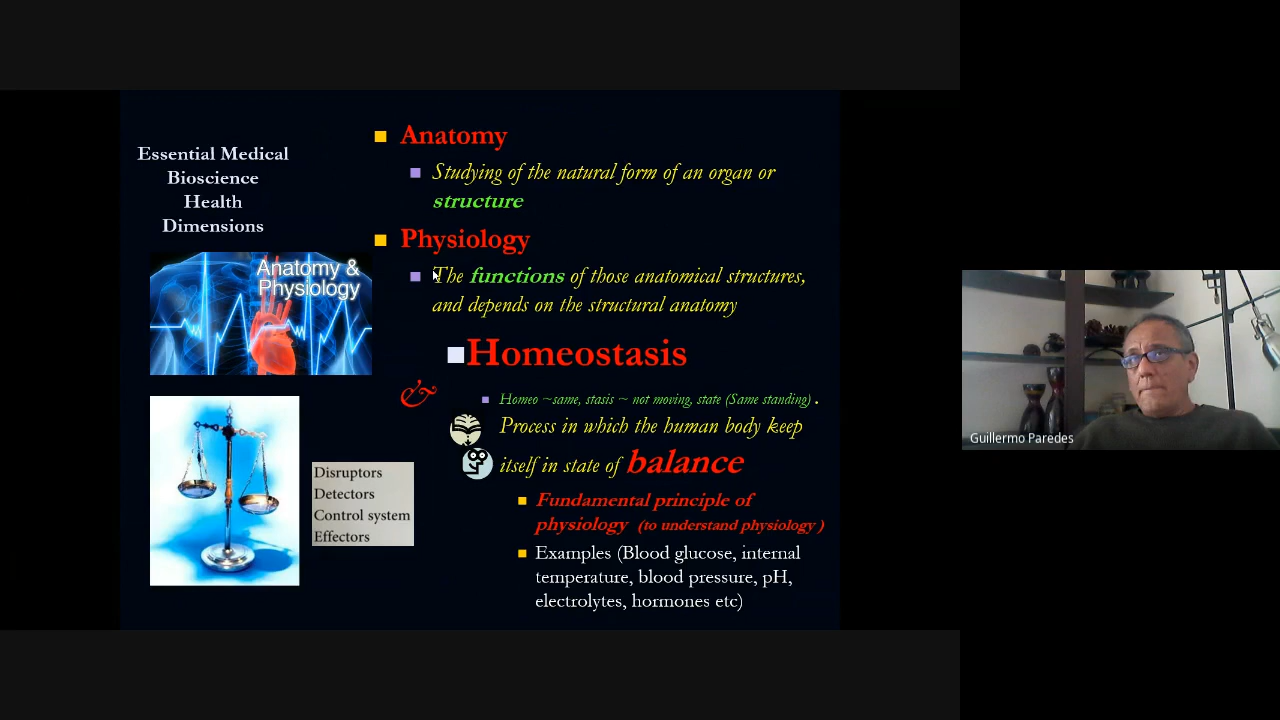 Essential Medical
Bioscience
Health
Dimensions
Anatomy &
Physiology
Disruptors
Detectors
Control system
Effectors
Anatomy
Studying of the natural form of an organ or
structure
Physiology
The functions of those anatomical structures,
and depends on the structural anatomy
Homeostasis
&
Homeo ~same, stasis ~ not moving, state (Same standing) .
Process in which the human body keep
itself in state of balance
Fundamental principle of
physiology (to understand physiology )
Examples (Blood glucose, internal
temperature, blood pressure, pH,
electrolytes, hormones etc)
Guillermo Paredes